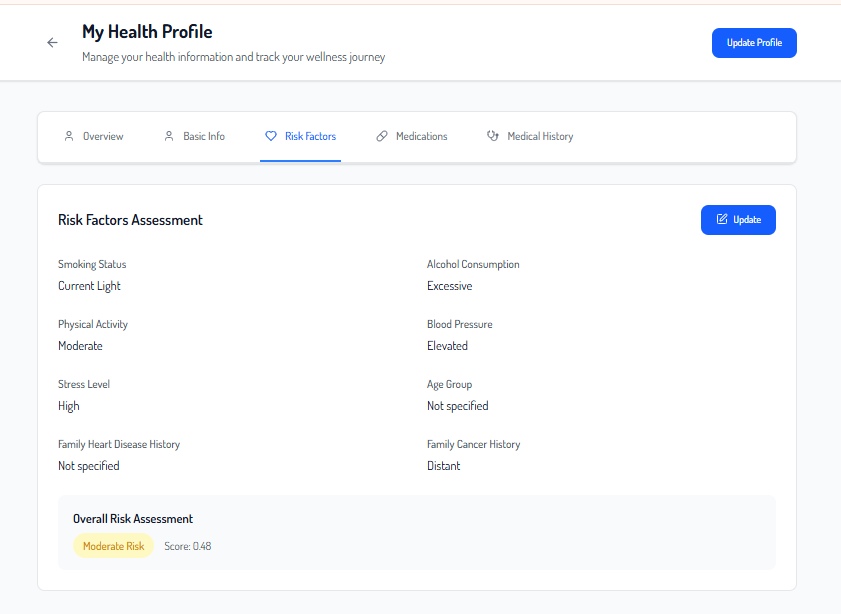 My Health Profile
Manage your health information and track your wellness journey
Update Profile
Overview
Basic Info
Risk Factors
Medications
Medical History
Risk Factors Assessment
Update
Smoking Status
Current Light
Alcohol Consumption
Excessive
Physical Activity
Moderate
Blood Pressure
Elevated
Stress Level
High
Age Group
Not specified
Family Heart Disease History
Not specified
Family Cancer History
Distant
Overall Risk Assessment
Moderate Risk
Score: 0.48